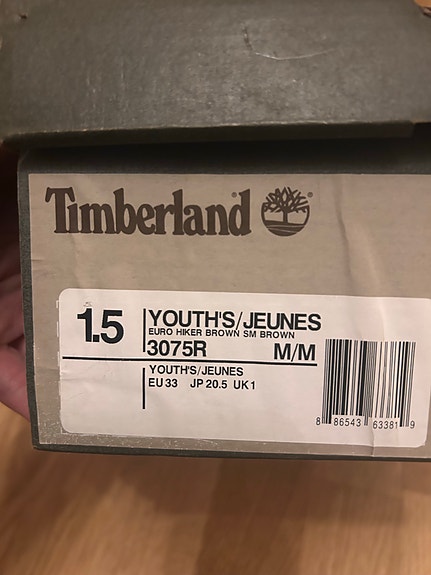 Timberland®
1.5
YOUTH'S/JEUNES
EURO HIKER BROWN SM BROWN
3075R M/M
YOUTH'S/JEUNES
EU 33 JP 20.5 UK 1
8 86543 63381 9